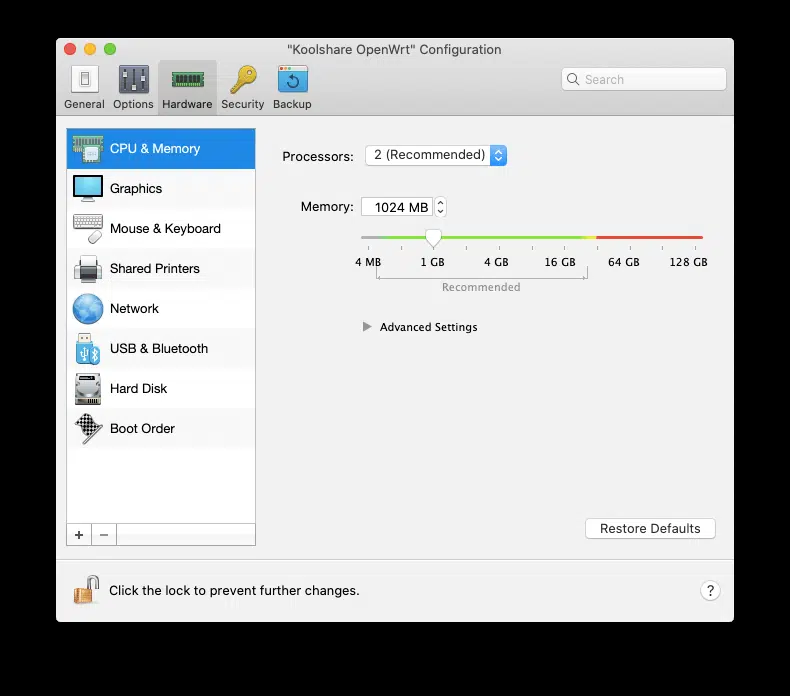 "Koolshare OpenWrt" Configuration
General Options Hardware Security Backup
Search
CPU & Memory
Graphics
Mouse & Keyboard
Shared Printers
Network
USB & Bluetooth
Hard Disk
Boot Order
+ −
Processors: 2 (Recommended)
Memory: 1024 MB
4 MB 1 GB 4 GB 16 GB 64 GB 128 GB
Recommended
Advanced Settings
Restore Defaults
Click the lock to prevent further changes.
?